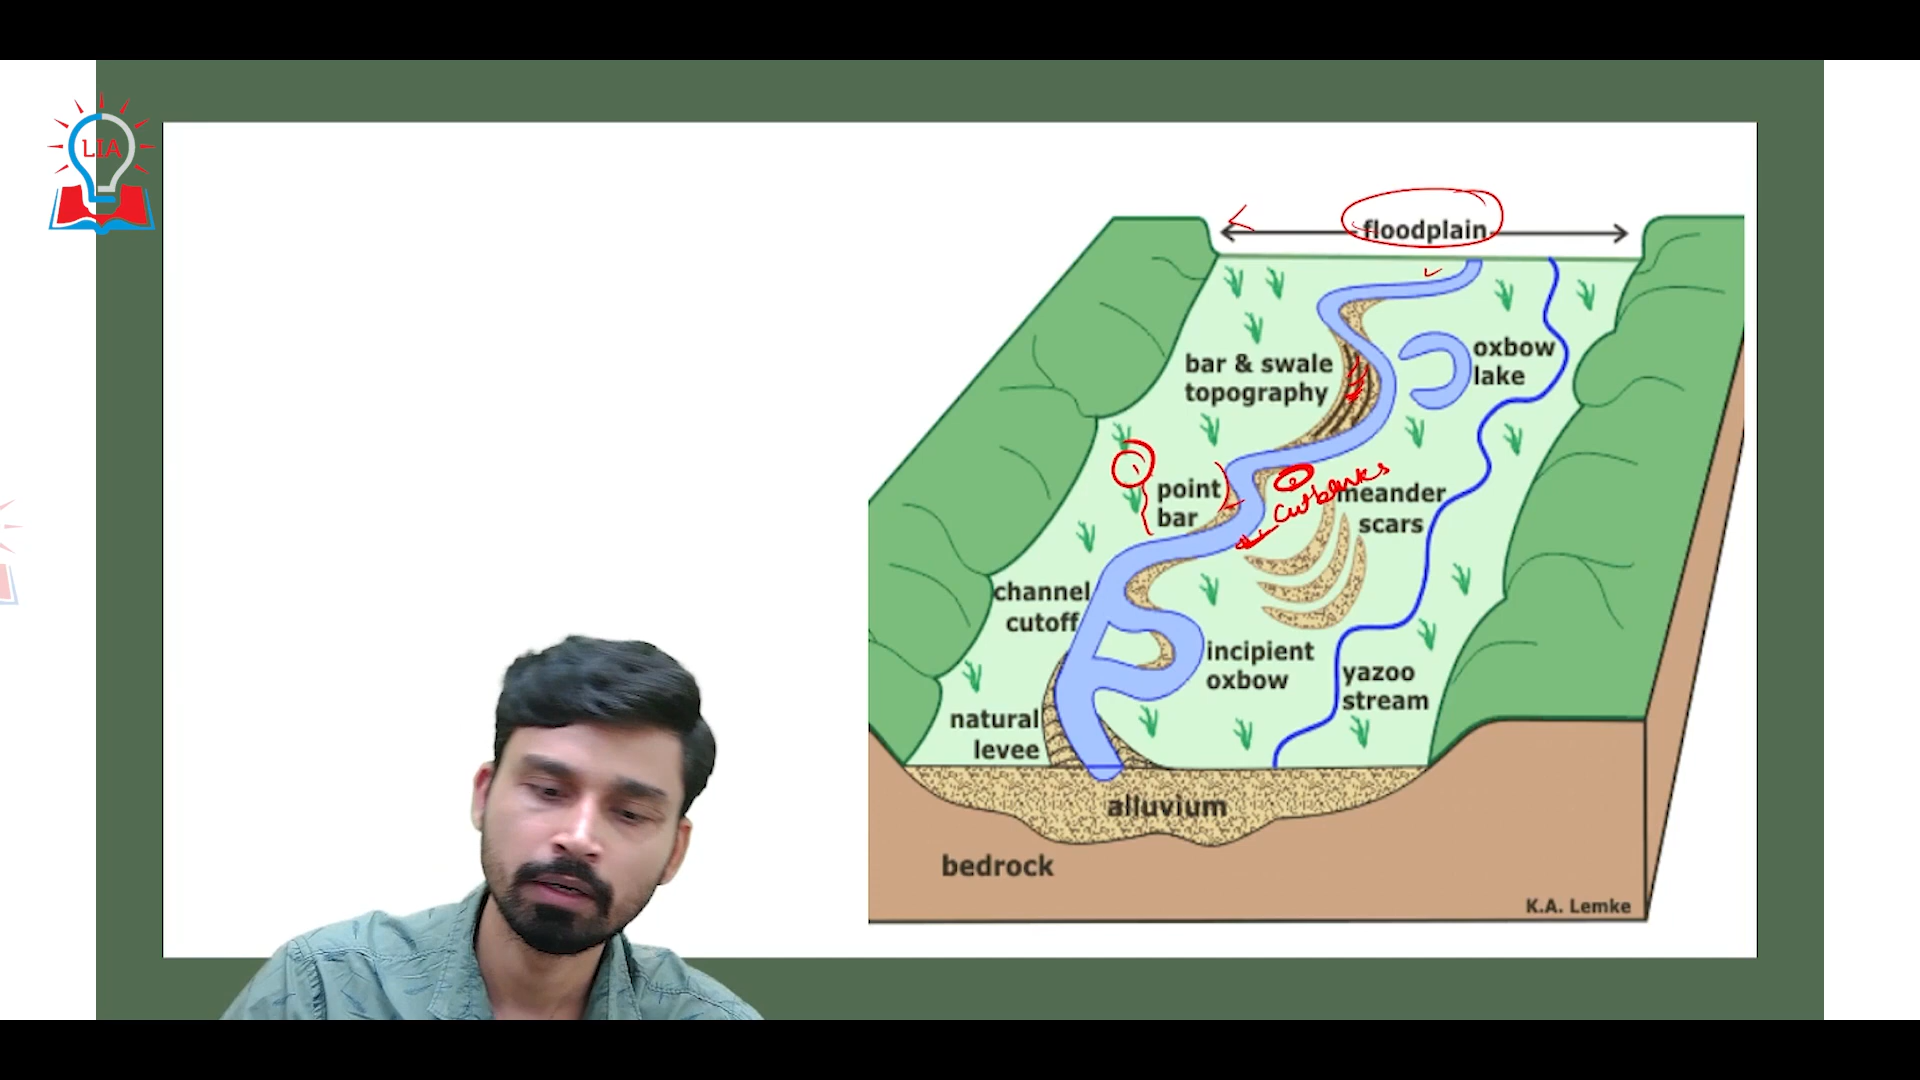 LIA
floodplain
bar & swale
topography
oxbow
lake
point
bar
cutbanks
meander
scars
channel
cutoff
incipient
oxbow
yazoo
stream
natural
levee
alluvium
bedrock
K.A. Lemke